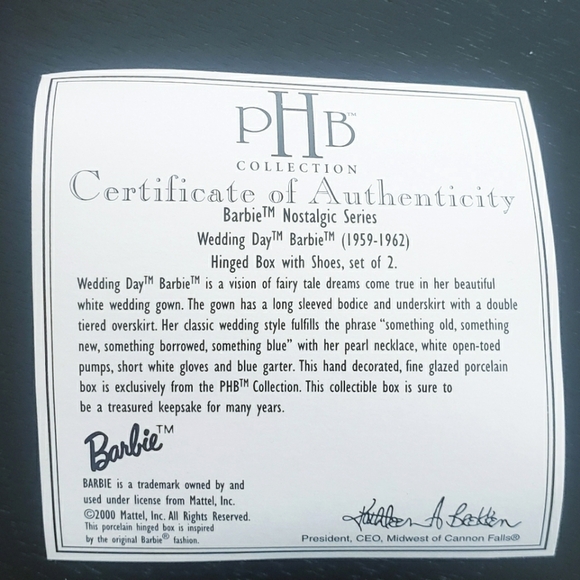 PHB™
COLLECTION
Certificate of Authenticity
Barbie™ Nostalgic Series
Wedding Day™ Barbie™ (1959-1962)
Hinged Box with Shoes, set of 2.
Wedding Day™ Barbie™ is a vision of fairy tale dreams come true in her beautiful
white wedding gown. The gown has a long sleeved bodice and underskirt with a double
tiered overskirt. Her classic wedding style fulfills the phrase “something old, something
new, something borrowed, something blue” with her pearl necklace, white open-toed
pumps, short white gloves and blue garter. This hand decorated, fine glazed porcelain
box is exclusively from the PHB™ Collection. This collectible box is sure to
be a treasured keepsake for many years.
Barbie™
BARBIE is a trademark owned by and
used under license from Mattel, Inc.
©2000 Mattel, Inc. All Rights Reserved.
This porcelain hinged box is inspired
by the original Barbie® fashion.
Kathleen A
President, CEO, Midwest of Cannon Falls®